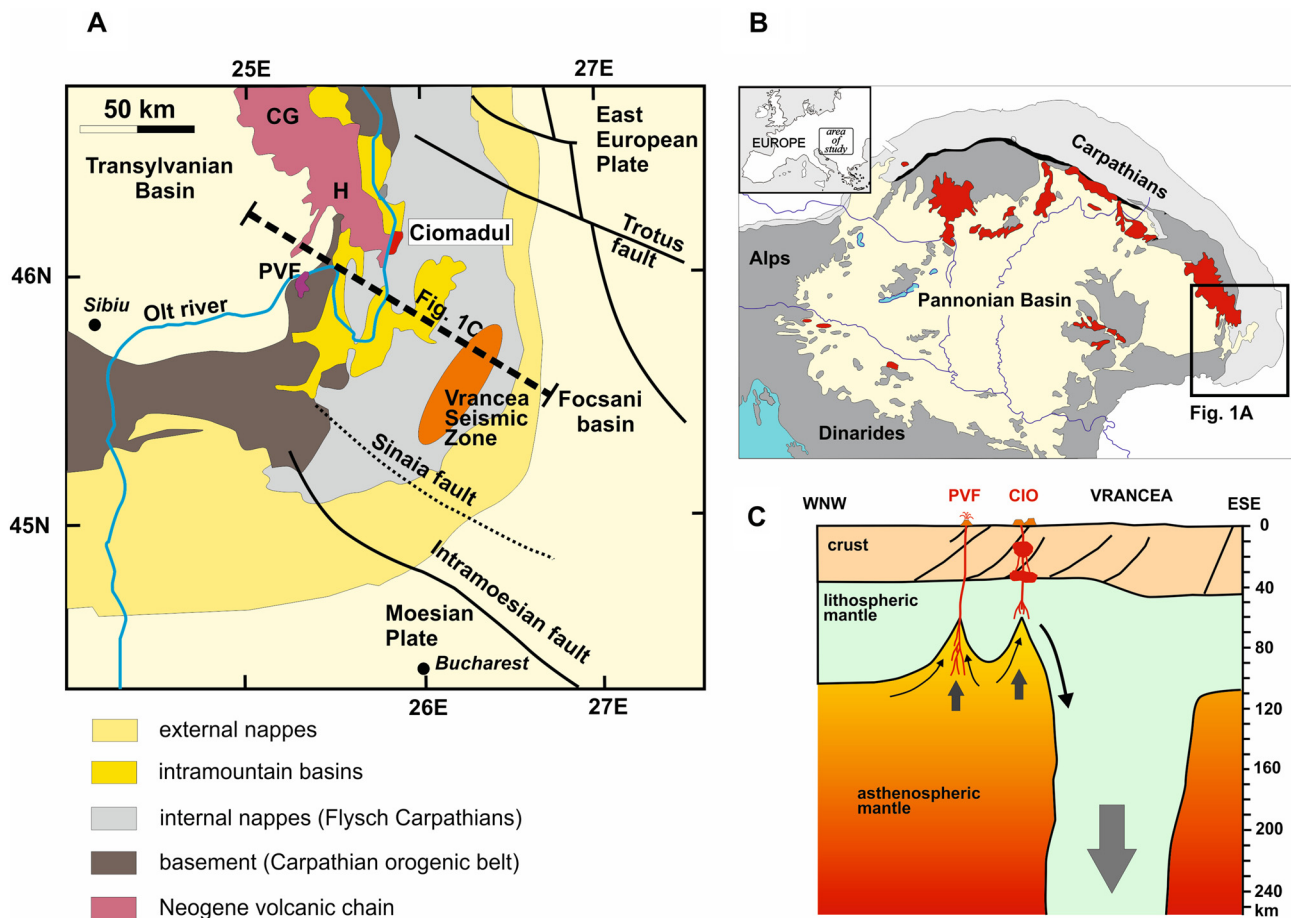 A
25E
27E
50 km
CG
East
European
Plate
Transylvanian
Basin
H
Ciomadul
Trotus
fault
46N
PVF
Sibiu
Olt river
Fig. 1C
Vrancea
Seismic
Zone
Focsani
basin
Sinaia fault
45N
Intramoesian fault
Moesian
Plate
Bucharest
26E
27E
external nappes
intramountain basins
internal nappes (Flysch Carpathians)
basement (Carpathian orogenic belt)
Neogene volcanic chain
B
EUROPE
area
of
study
Carpathians
Alps
Pannonian Basin
Dinarides
Fig. 1A
C
WNW
PVF
CIO
VRANCEA
ESE
crust
lithospheric
mantle
asthenospheric
mantle
0
40
80
120
160
200
240
km